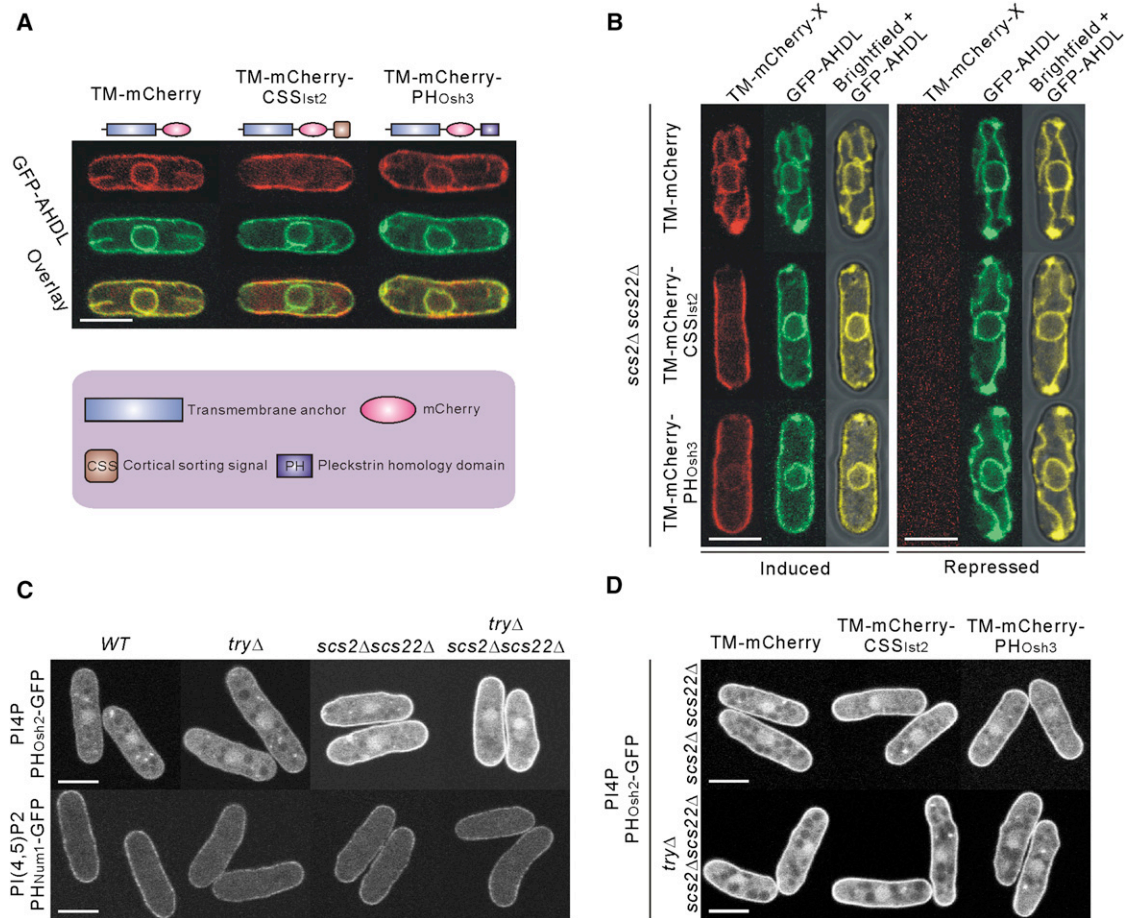 A
TM-mCherry
TM-mCherry-
CSSIst2
TM-mCherry-
PHOsh3
GFP-AHDL
Overlay
Transmembrane anchor
mCherry
CSS
Cortical sorting signal
PH
Pleckstrin homology domain
B
TM-mCherry-X
GFP-AHDL
Brightfield +
GFP-AHDL
TM-mCherry-X
GFP-AHDL
Brightfield +
GFP-AHDL
scs2Δ scs22Δ
TM-mCherry
TM-mCherry-
CSSIst2
TM-mCherry-
PHOsh3
Induced
Repressed
C
WT
tryΔ
scs2Δscs22Δ
tryΔ
scs2Δscs22Δ
PI4P
PHOsh2-GFP
PI(4,5)P2
PHNum1-GFP
D
TM-mCherry
TM-mCherry-
CSSIst2
TM-mCherry-
PHOsh3
PI4P
PHOsh2-GFP
scs2Δ scs22Δ
tryΔ
scs2Δscs22Δ